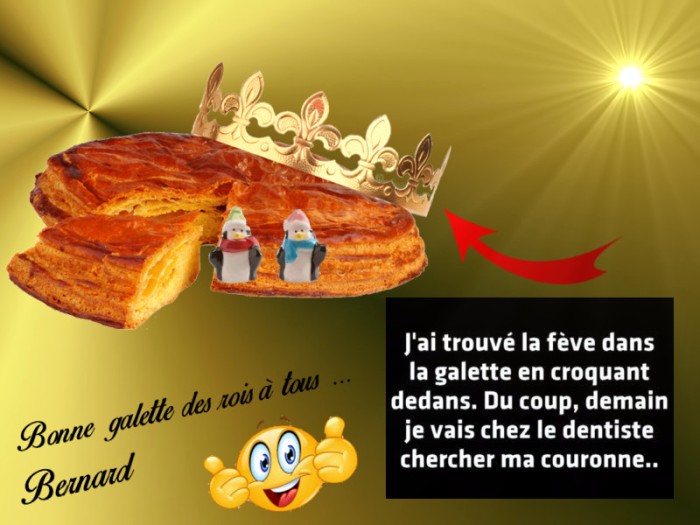 J'ai trouvé la fève dans
la galette en croquant
dedans. Du coup, demain
je vais chez le dentiste
chercher ma couronne..
Bonne galette des rois à tous ...
Bernard